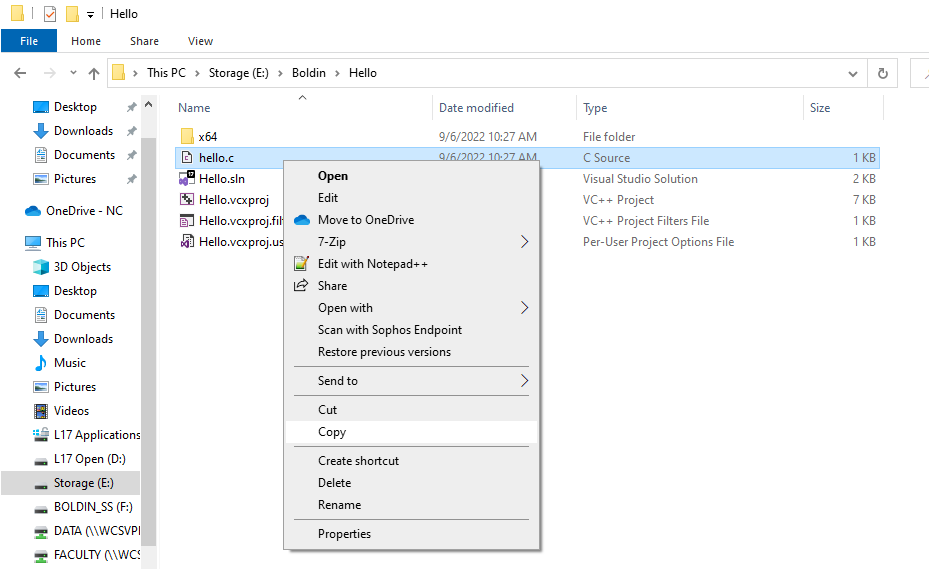 Hello
File Home Share View
This PC Storage (E:) Boldin Hello
Name Date modified Type Size
Desktop
Downloads
Documents
Pictures
OneDrive - NC
This PC
3D Objects
Desktop
Documents
Downloads
Music
Pictures
Videos
L17 Applications
L17 Open (D:)
Storage (E:)
BOLDIN_SS (F:)
DATA (\\WCSVPI
FACULTY (\\WCS
x64 9/6/2022 10:27 AM File folder
hello.c 9/6/2022 10:27 AM C Source 1 KB
Hello.sln Visual Studio Solution 2 KB
Hello.vcxproj VC++ Project 7 KB
Hello.vcxproj.filt VC++ Project Filters File 1 KB
Hello.vcxproj.us Per-User Project Options File 1 KB
Open
Edit
Move to OneDrive
7-Zip
Edit with Notepad++
Share
Open with
Scan with Sophos Endpoint
Restore previous versions
Send to
Cut
Copy
Create shortcut
Delete
Rename
Properties